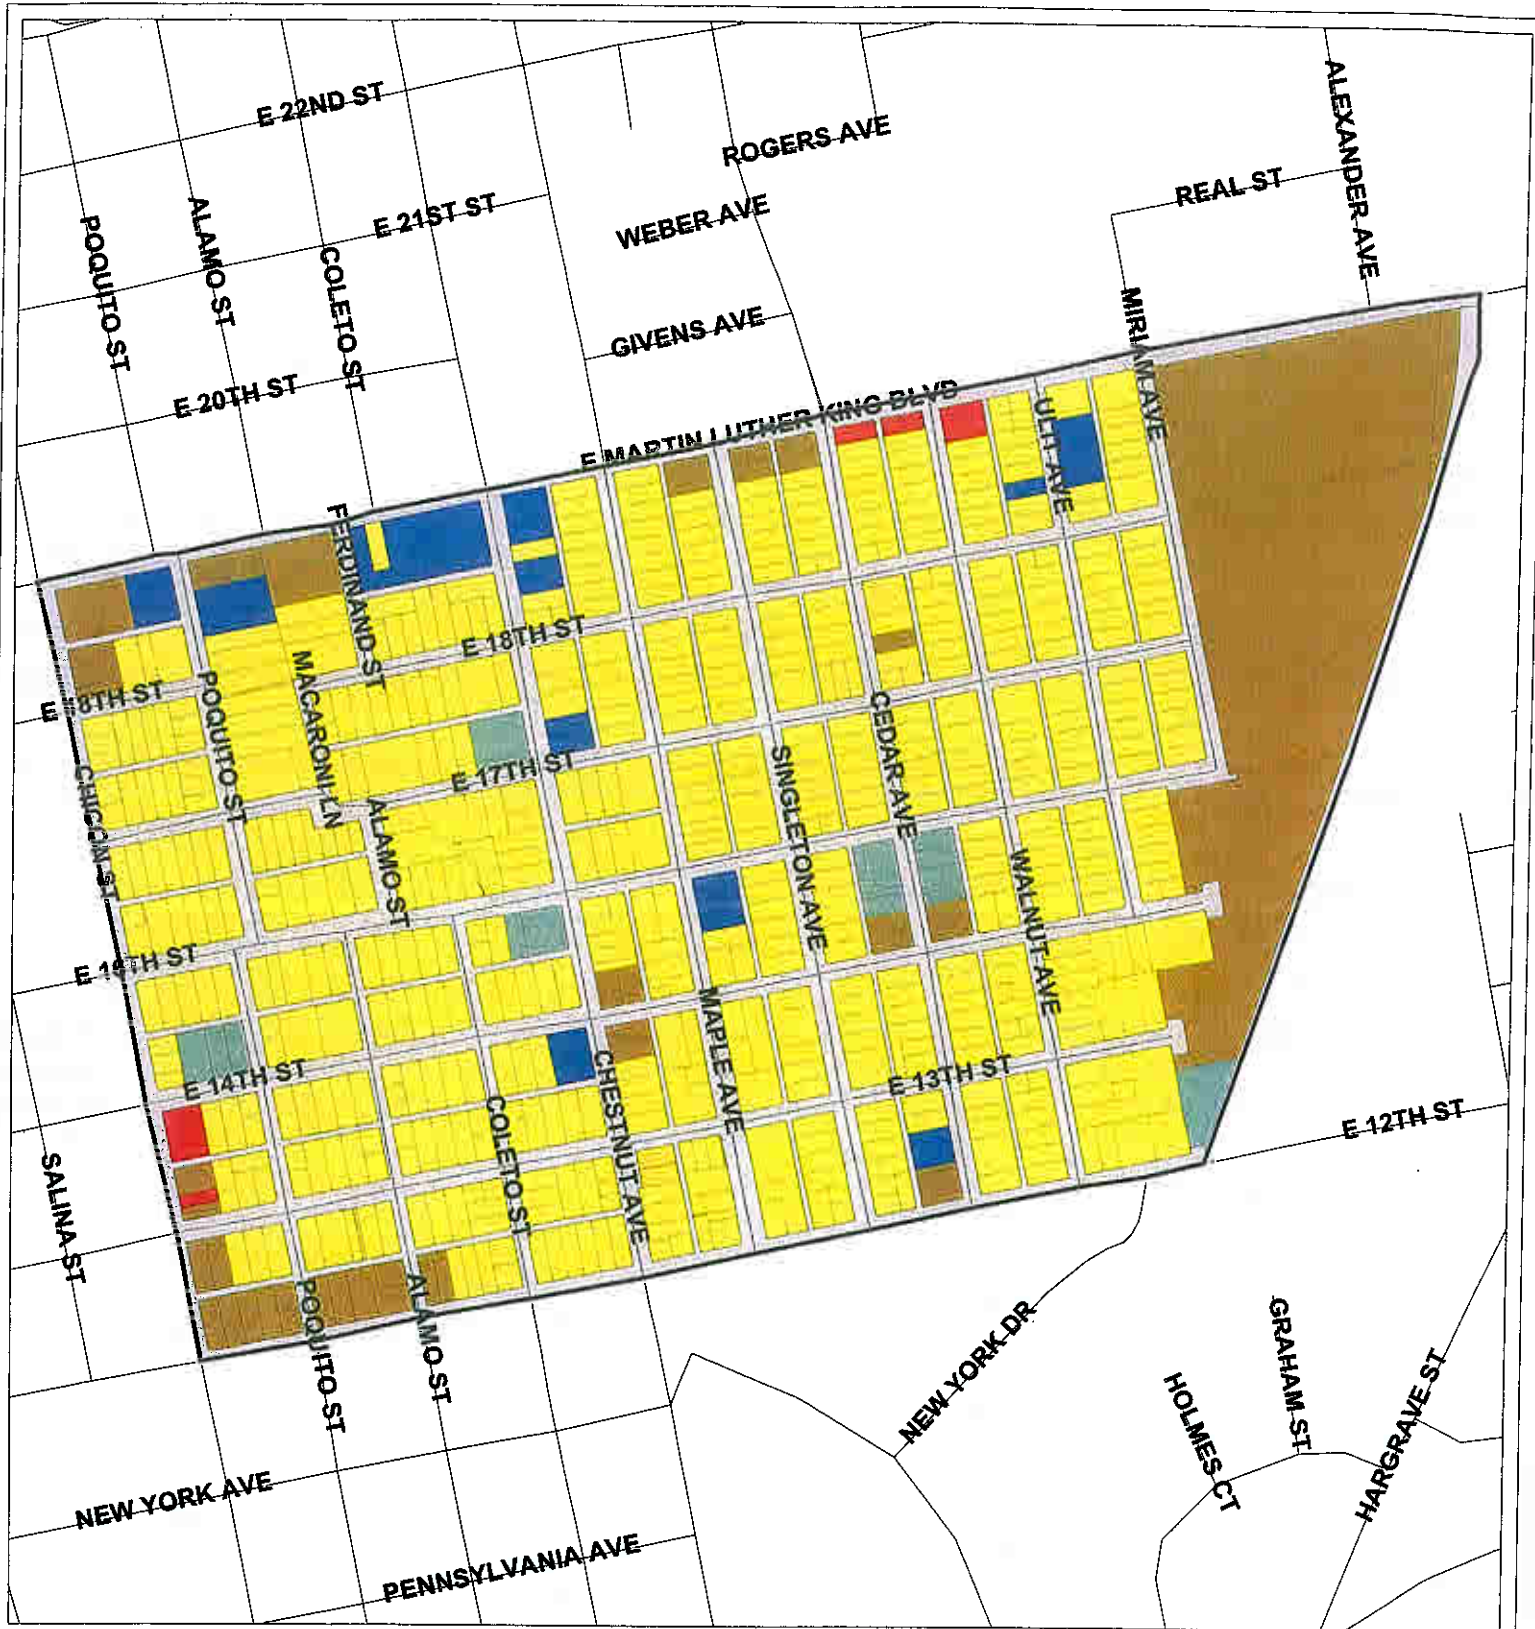 E 22ND ST
ROGERS AVE
ALEXANDER AVE
REAL ST
POQUITO ST
ALAMO ST
E 21ST ST
WEBER AVE
COLETO ST
GIVENS AVE
MIRIAM AVE
E 20TH ST
E MARTIN LUTHER KING BLVD
ULIT AVE
FERDINAND ST
E 18TH ST
E 18TH ST
POQUITO ST
MACARONI LN
CEDAR AVE
E 17TH ST
SINGLETON AVE
CHICON ST
ALAMO ST
WALNUT AVE
E 16TH ST
MAPLE AVE
E 14TH ST
E 13TH ST
CHESTNUT AVE
COLETO ST
E 12TH ST
SALINA ST
POQUITO ST
ALAMO ST
NEW YORK DR
GRAHAM ST
HOLMES CT
HARGRAVE ST
NEW YORK AVE
PENNSYLVANIA AVE